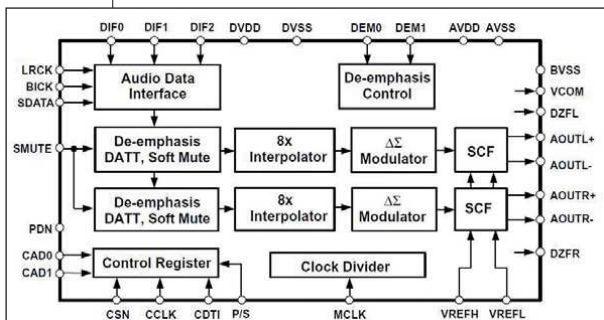 DIF0 DIF1 DIF2 DVDD DVSS DEM0 DEM1 AVDD AVSS
LRCK
BICK
SDATA
Audio Data
Interface
De-emphasis
Control
BVSS
VCOM
DZFL
SMUTE
De-emphasis
DATT, Soft Mute
8x
Interpolator
ΔΣ
Modulator
SCF
AOUTL+
AOUTL-
De-emphasis
DATT, Soft Mute
8x
Interpolator
ΔΣ
Modulator
SCF
AOUTR+
AOUTR-
PDN
CAD0
CAD1
Control Register
Clock Divider
DZFR
CSN CCLK CDTI P/S MCLK VREFH VREFL